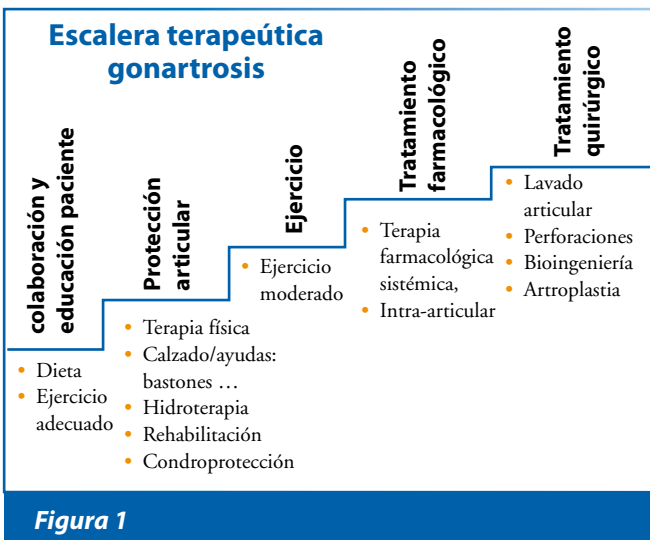 Escalera terapeútica
gonartrosis
colaboración y
educación paciente
• Dieta
• Ejercicio
adecuado
Protección
articular
• Terapia física
• Calzado/ayudas:
bastones …
• Hidroterapia
• Rehabilitación
• Condroprotección
Ejercicio
• Ejercicio
moderado
Tratamiento
farmacológico
• Terapia
farmacológica
sistémica,
• Intra-articular
Tratamiento
quirúrgico
• Lavado
articular
• Perforaciones
• Bioingeniería
• Artroplastia
Figura 1